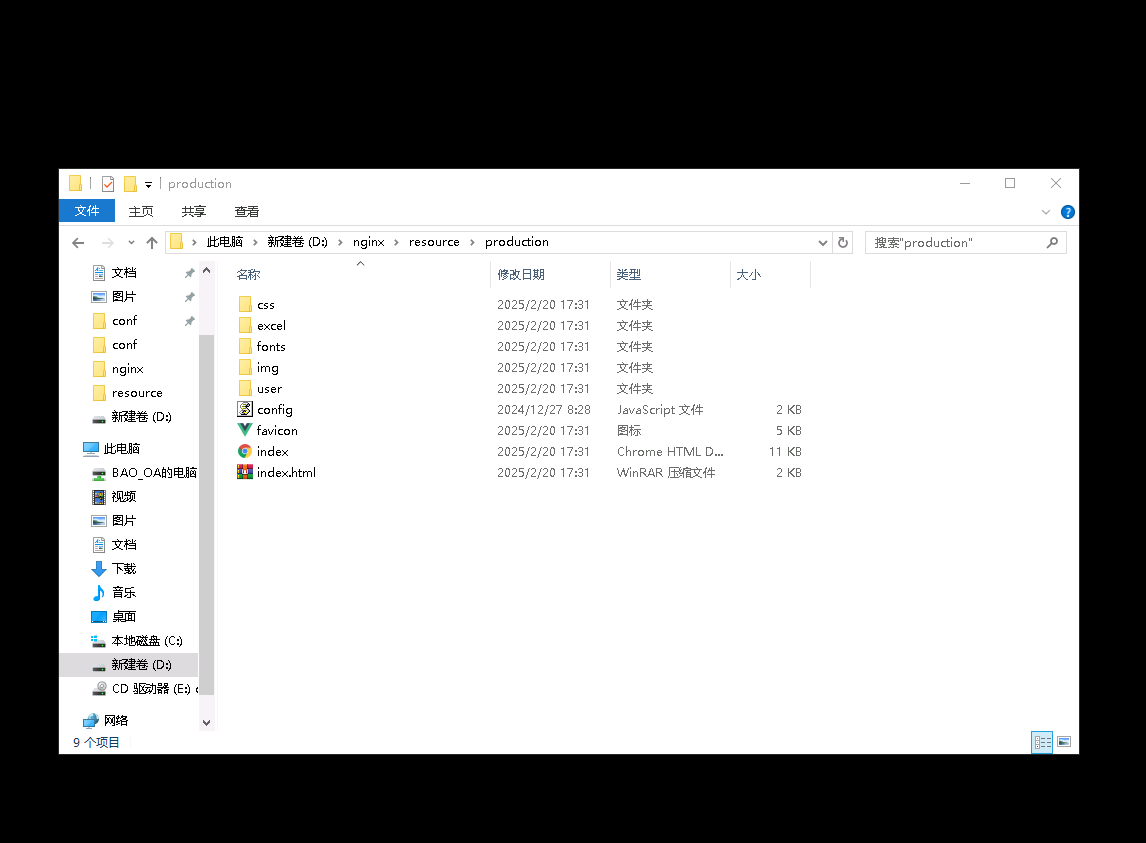 production
文件 主页 共享 查看
此电脑 新建卷 (D:) nginx resource production
搜索"production"
文档
图片
conf
conf
nginx
resource
新建卷 (D:)
此电脑
BAO_OA的电脑
视频
图片
文档
下载
音乐
桌面
本地磁盘 (C:)
新建卷 (D:)
CD 驱动器 (E:)
网络
名称 修改日期 类型 大小
css 2025/2/20 17:31 文件夹
excel 2025/2/20 17:31 文件夹
fonts 2025/2/20 17:31 文件夹
img 2025/2/20 17:31 文件夹
user 2025/2/20 17:31 文件夹
config 2024/12/27 8:28 JavaScript 文件 2 KB
favicon 2025/2/20 17:31 图标 5 KB
index 2025/2/20 17:31 Chrome HTML D... 11 KB
index.html 2025/2/20 17:31 WinRAR 压缩文件 2 KB
9 个项目